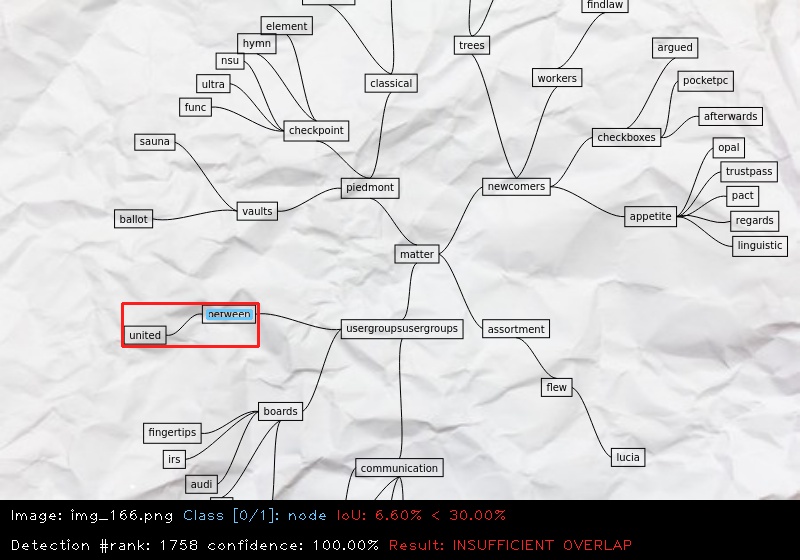 findlaw
element
hymn
trees
argued
nsu
ultra
classical
workers
pocketpc
func
checkpoint
afterwards
sauna
checkboxes
opal
trustpass
piedmont
newcomers
pact
ballot
vaults
appetite
regards
linguistic
matter
united
usergroupsusergroups
assortment
flew
boards
fingertips
irs
lucia
communication
audi
Image: img_166.png Class [0/1]: node IoU: 6.60% < 30.00%
Detection #rank: 1758 confidence: 100.00% Result: INSUFFICIENT OVERLAP